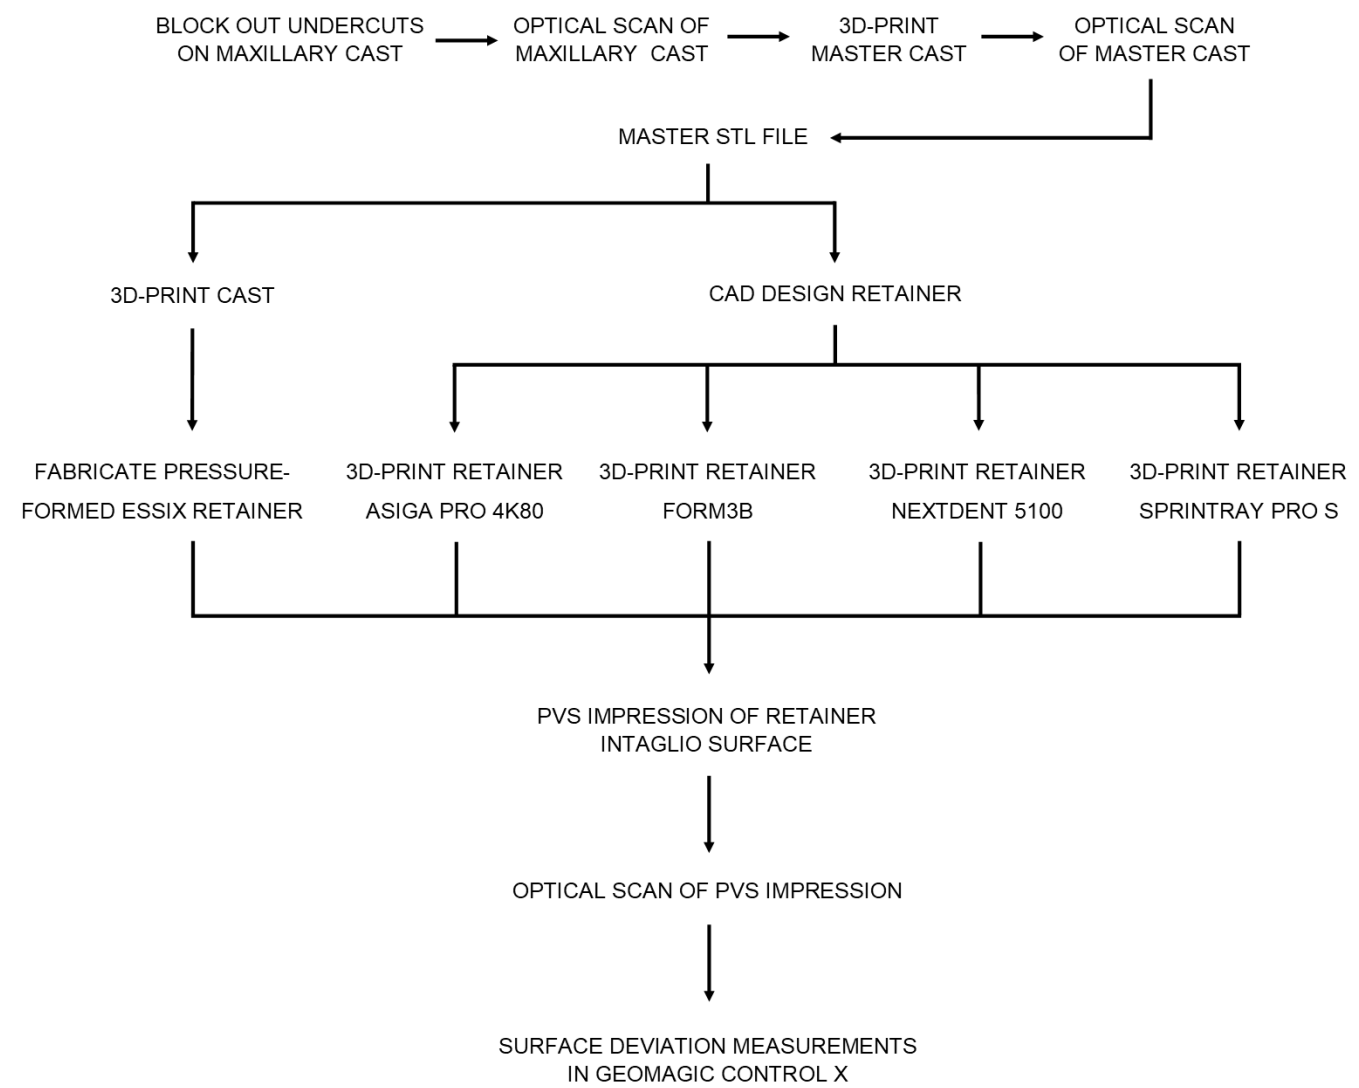 BLOCK OUT UNDERCUTS
ON MAXILLARY CAST
OPTICAL SCAN OF
MAXILLARY CAST
3D-PRINT
MASTER CAST
OPTICAL SCAN
OF MASTER CAST
MASTER STL FILE
3D-PRINT CAST
CAD DESIGN RETAINER
FABRICATE PRESSURE-
FORMED ESSIX RETAINER
3D-PRINT RETAINER
ASIGA PRO 4K80
3D-PRINT RETAINER
FORM3B
3D-PRINT RETAINER
NEXTDENT 5100
3D-PRINT RETAINER
SPRINTRAY PRO S
PVS IMPRESSION OF RETAINER
INTAGLIO SURFACE
OPTICAL SCAN OF PVS IMPRESSION
SURFACE DEVIATION MEASUREMENTS
IN GEOMAGIC CONTROL X